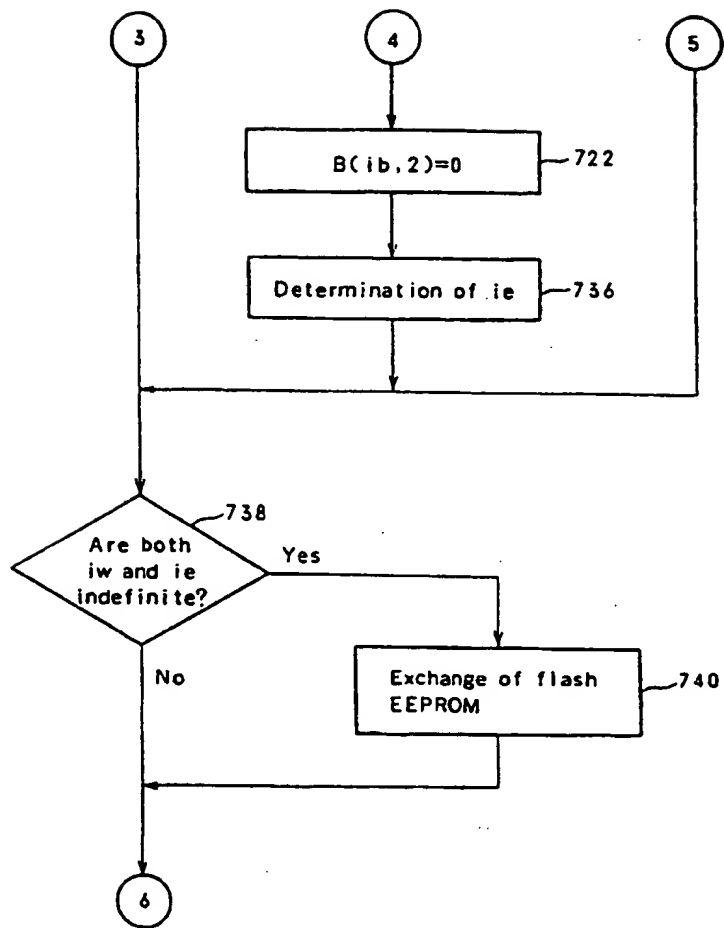 3
4
5
B(ib,2)=0
722
Determination of ie
736
738
Are both
iw and ie
indefinite?
Yes
No
Exchange of flash
EEPROM
740
6